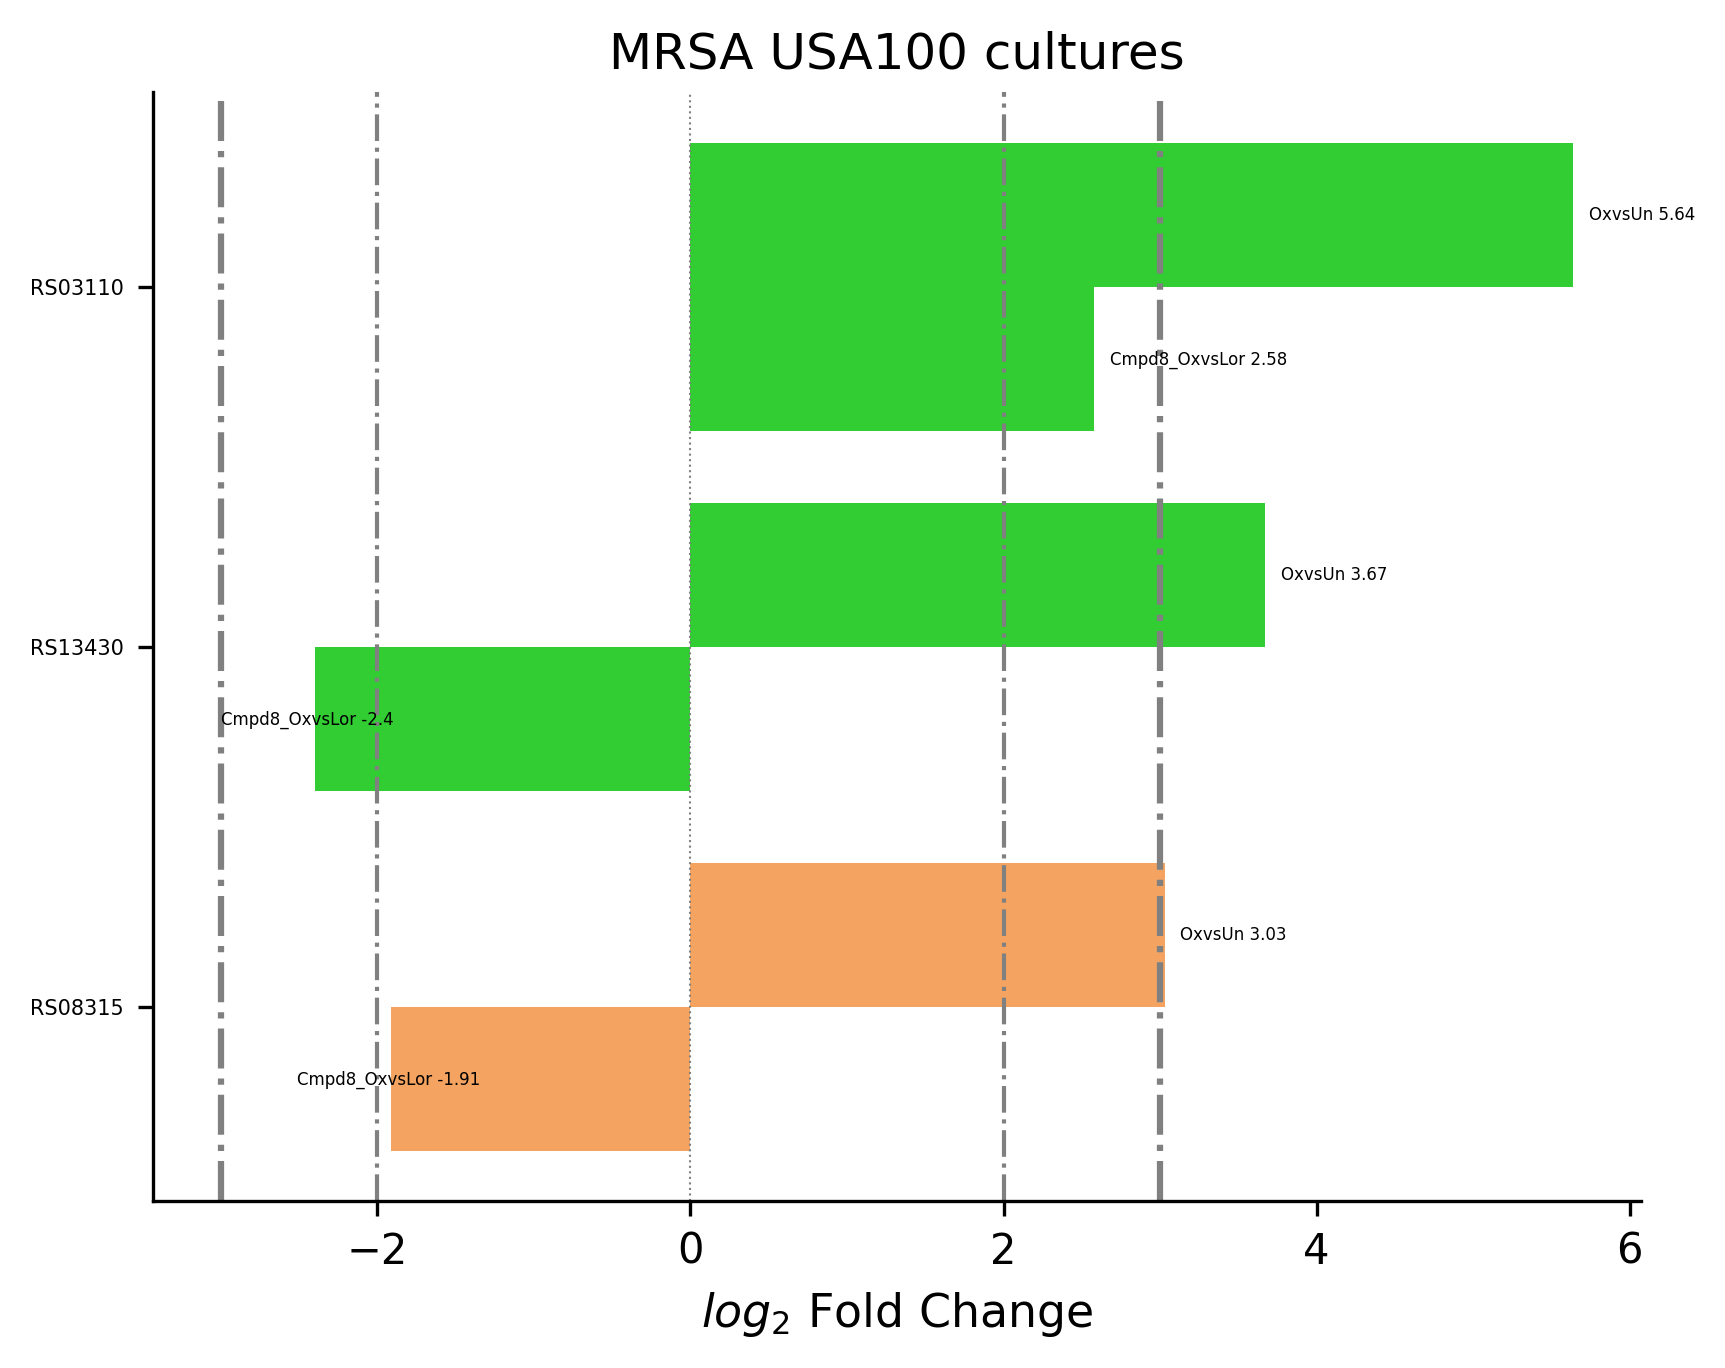 MRSA USA100 cultures
OxvsUn 5.64
RS03110
Cmpd8_OxvsLor 2.58
OxvsUn 3.67
RS13430
Cmpd8_OxvsLor -2.4
OxvsUn 3.03
RS08315
Cmpd8_OxvsLor -1.91
−2 0 2 4 6
log₂ Fold Change